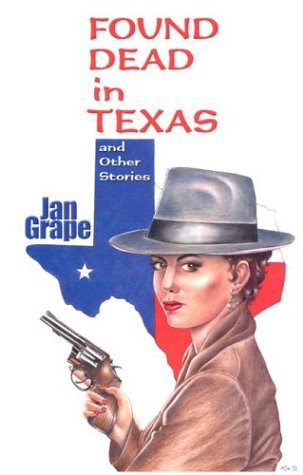 FOUND
DEAD
in
TEXAS
and
Other
Stories
Jan
Grape